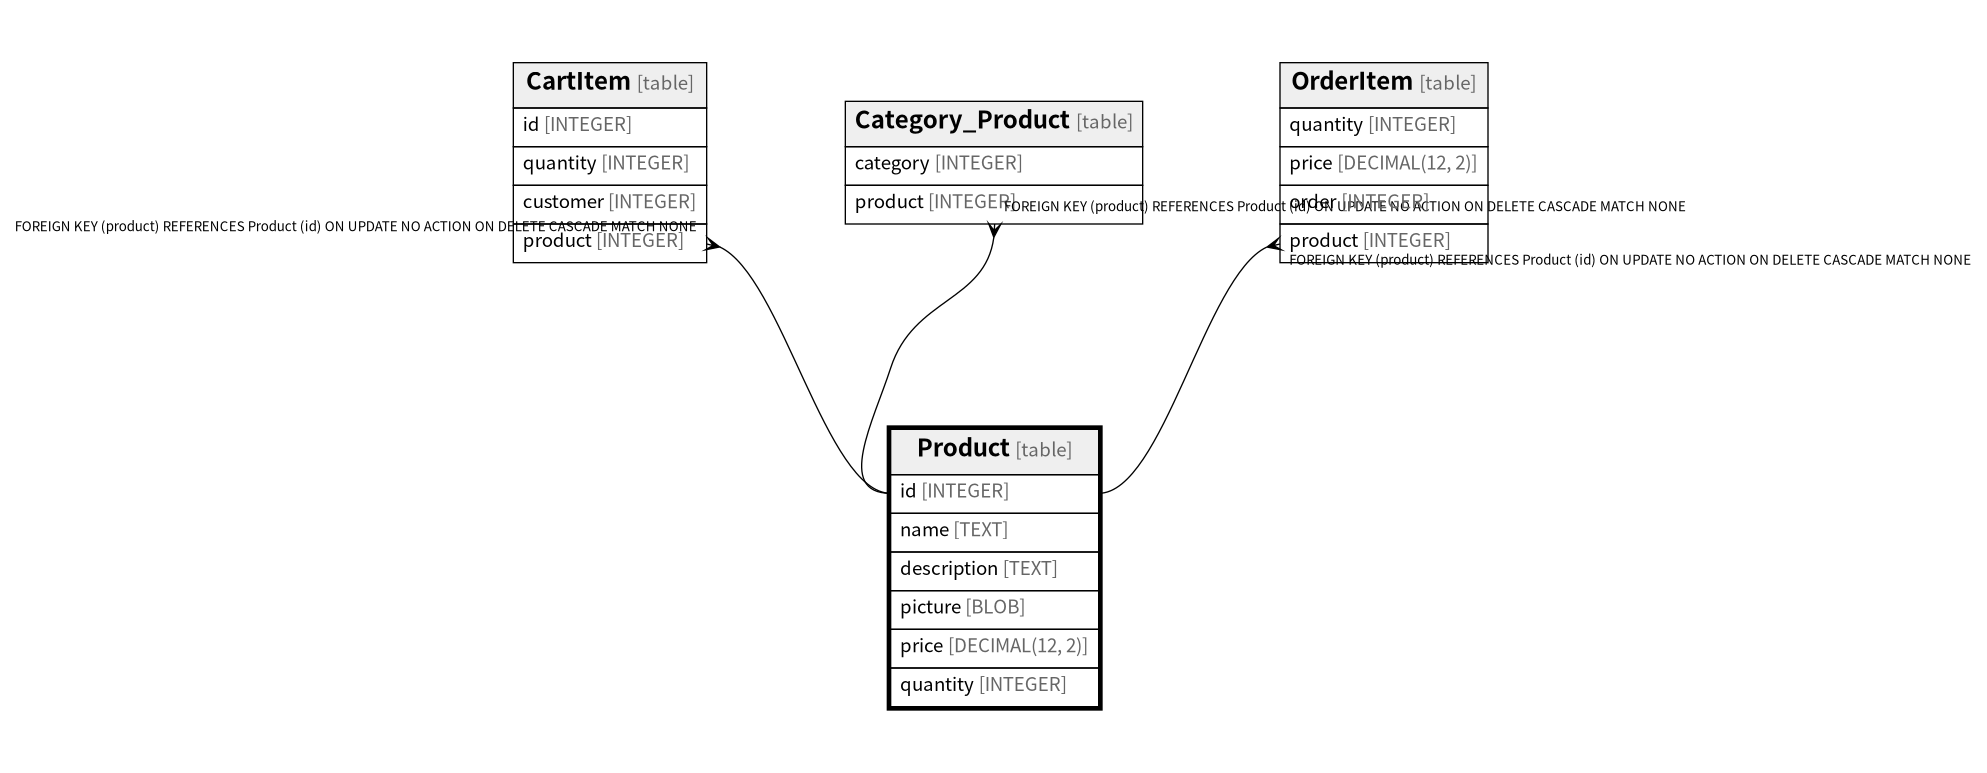 CartItem [table]
id [INTEGER]
quantity [INTEGER]
customer [INTEGER]
product [INTEGER]
FOREIGN KEY (product) REFERENCES Product (id) ON UPDATE NO ACTION ON DELETE CASCADE MATCH NONE
Category_Product [table]
category [INTEGER]
product [INTEGER]
FOREIGN KEY (product) REFERENCES Product (id) ON UPDATE NO ACTION ON DELETE CASCADE MATCH NONE
OrderItem [table]
quantity [INTEGER]
price [DECIMAL(12, 2)]
order [INTEGER]
product [INTEGER]
FOREIGN KEY (product) REFERENCES Product (id) ON UPDATE NO ACTION ON DELETE CASCADE MATCH NONE
Product [table]
id [INTEGER]
name [TEXT]
description [TEXT]
picture [BLOB]
price [DECIMAL(12, 2)]
quantity [INTEGER]